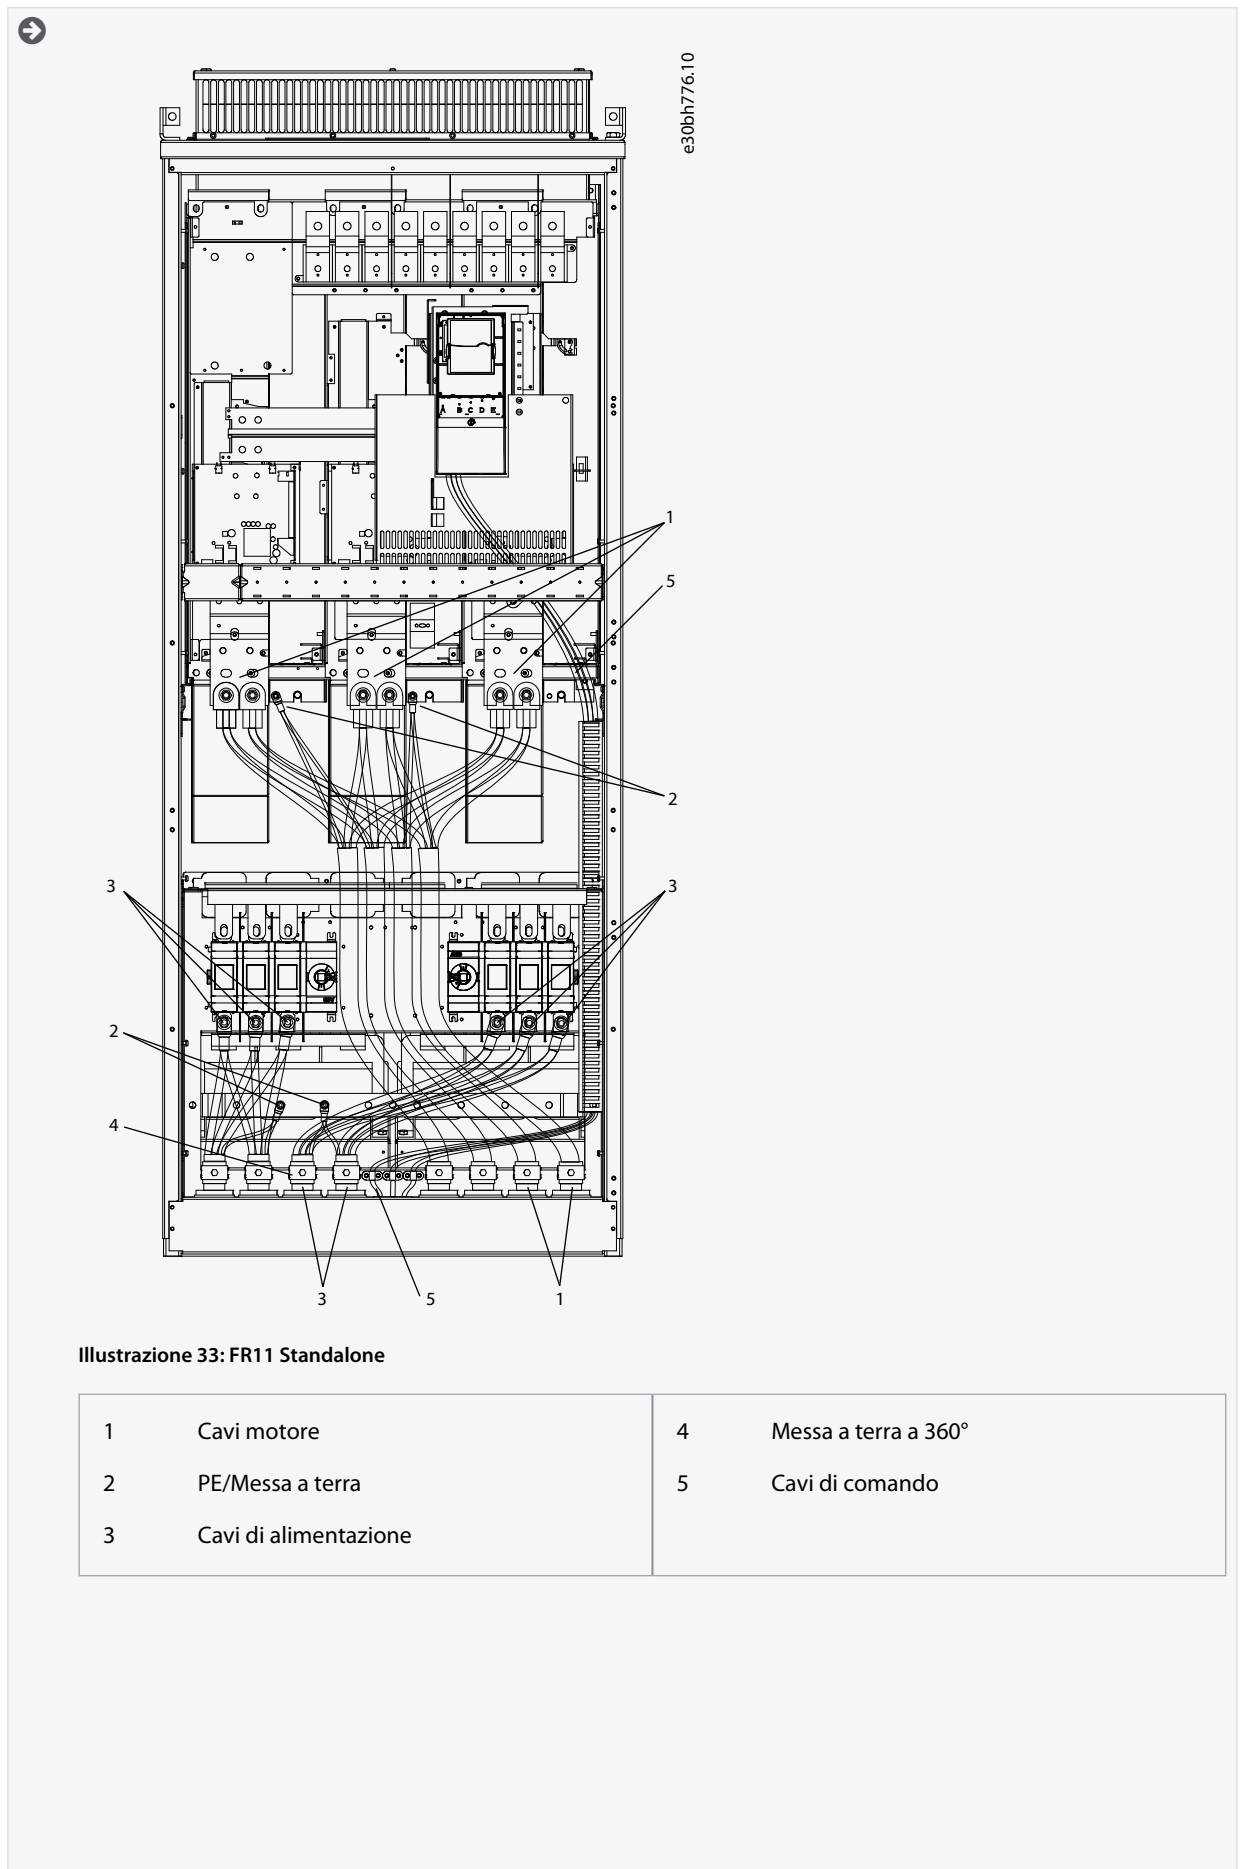 e30bh776.10
A B C D E
1
5
2
3
3
2
4
3
5
1
Illustrazione 33: FR11 Standalone
1 Cavi motore
2 PE/Messa a terra
3 Cavi di alimentazione
4 Messa a terra a 360°
5 Cavi di comando